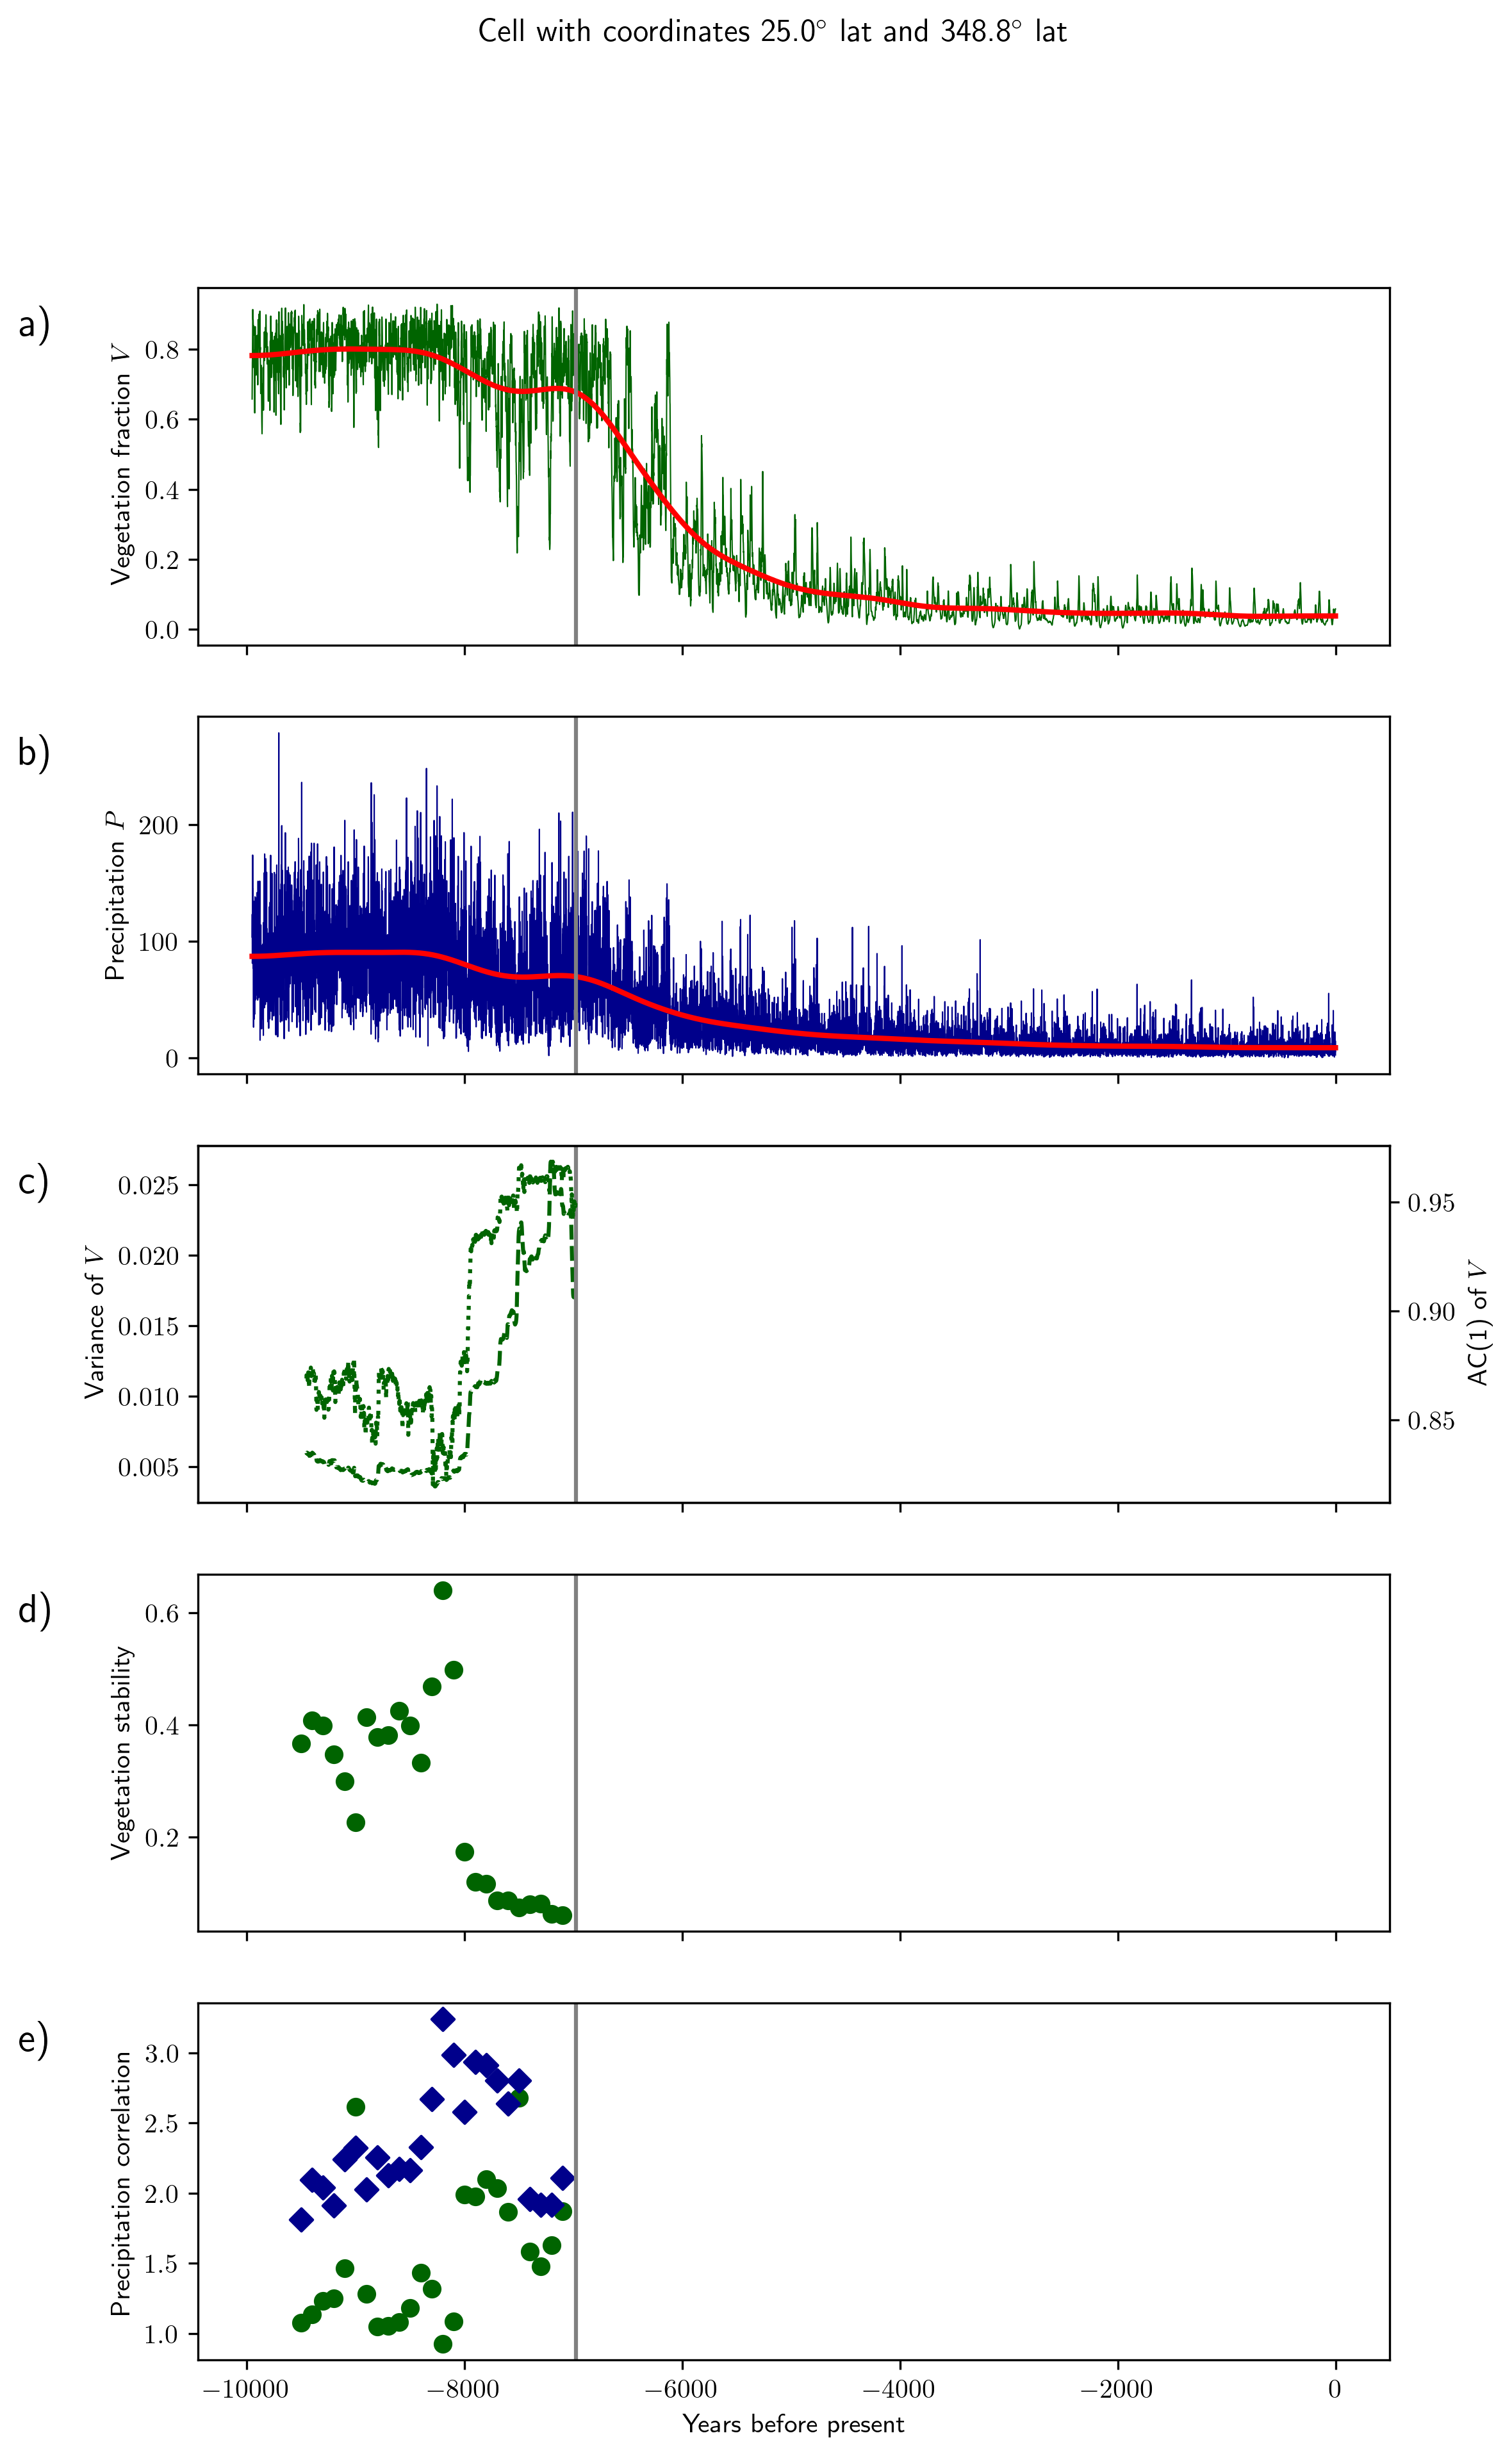 Cell with coordinates 25.0° lat and 348.8° lat
a)
Vegetation fraction V
0.8
0.6
0.4
0.2
0.0
b)
Precipitation P
200
100
0
c)
Variance of V
0.025
0.020
0.015
0.010
0.005
0.95
0.90
0.85
AC(1) of V
d)
Vegetation stability
0.6
0.4
0.2
e)
Precipitation correlation
3.0
2.5
2.0
1.5
1.0
−10000 −8000 −6000 −4000 −2000 0
Years before present